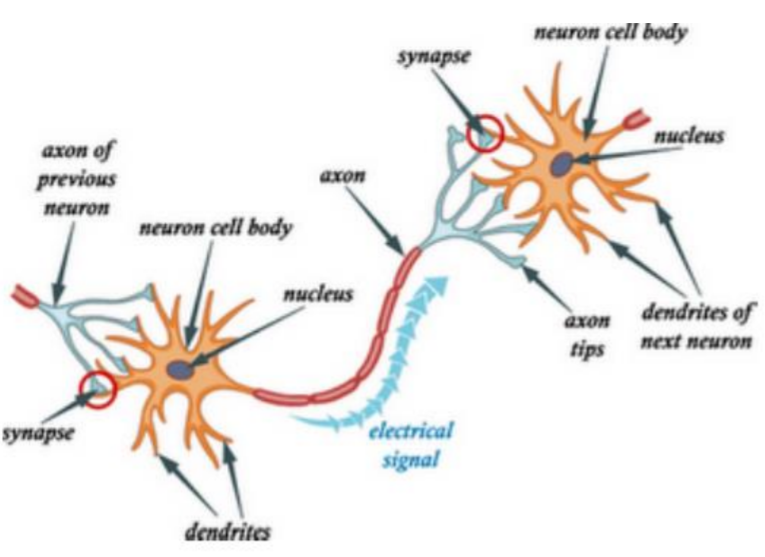 neuron cell body
synapse
nucleus
axon of
previous
neuron
axon
neuron cell body
nucleus
dendrites of
next neuron
axon
tips
synapse
electrical
signal
dendrites